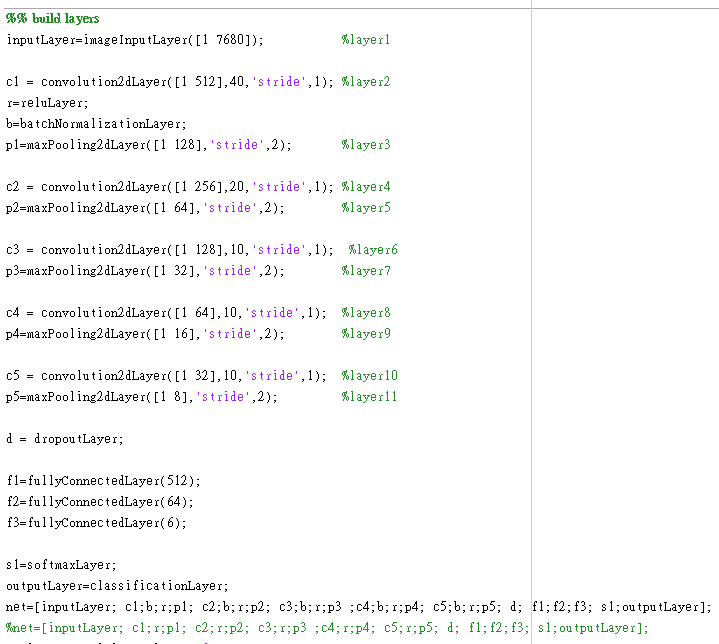 %% build layers
inputLayer=imageInputLayer([1 7680]); %layer1
c1 = convolution2dLayer([1 512],40,'stride',1); %layer2
r=reluLayer;
b=batchNormalizationLayer;
p1=maxPooling2dLayer([1 128],'stride',2); %layer3
c2 = convolution2dLayer([1 256],20,'stride',1); %layer4
p2=maxPooling2dLayer([1 64],'stride',2); %layer5
c3 = convolution2dLayer([1 128],10,'stride',1); %layer6
p3=maxPooling2dLayer([1 32],'stride',2); %layer7
c4 = convolution2dLayer([1 64],10,'stride',1); %layer8
p4=maxPooling2dLayer([1 16],'stride',2); %layer9
c5 = convolution2dLayer([1 32],10,'stride',1); %layer10
p5=maxPooling2dLayer([1 8],'stride',2); %layer11
d = dropoutLayer;
f1=fullyConnectedLayer(512);
f2=fullyConnectedLayer(64);
f3=fullyConnectedLayer(6);
s1=softmaxLayer;
outputLayer=classificationLayer;
net=[inputLayer; c1;b;r;p1; c2;b;r;p2; c3;b;r;p3 ;c4;b;r;p4; c5;b;r;p5; d; f1;f2;f3; s1;outputLayer];
%net=[inputLayer; c1;r;p1; c2;r;p2; c3;r;p3 ;c4;r;p4; c5;r;p5; d; f1;f2;f3; s1;outputLayer];